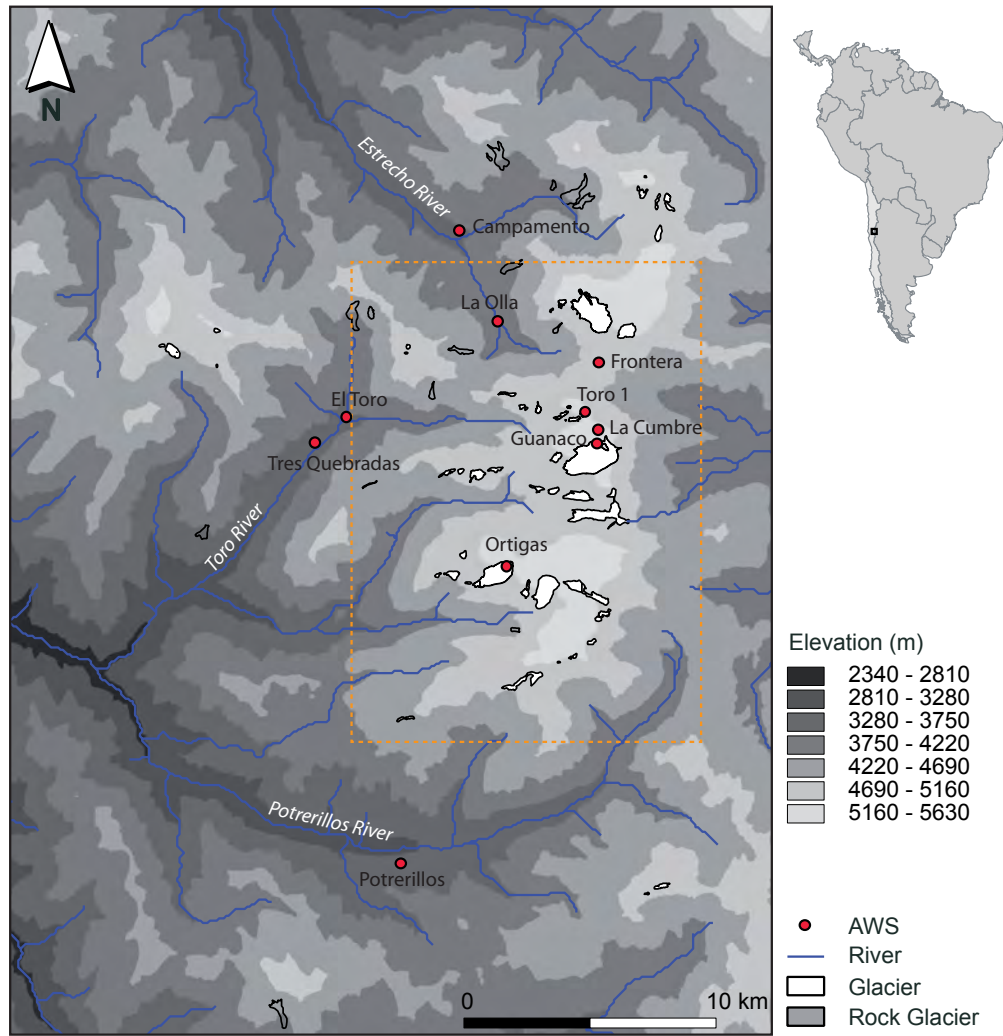 N
Estrecho River
Campamento
La Olla
Frontera
Toro 1
El Toro
La Cumbre
Guanaco
Tres Quebradas
Toro River
Ortigas
Potrerillos River
Potrerillos
0 10 km
Elevation (m)
2340 - 2810
2810 - 3280
3280 - 3750
3750 - 4220
4220 - 4690
4690 - 5160
5160 - 5630
AWS
River
Glacier
Rock Glacier